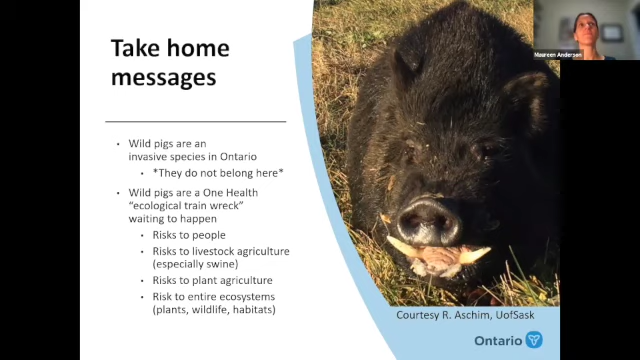 Take home
messages
• Wild pigs are an
invasive species in Ontario
• *They do not belong here*
• Wild pigs are a One Health
“ecological train wreck”
waiting to happen
• Risks to people
• Risks to livestock agriculture
(especially swine)
• Risks to plant agriculture
• Risk to entire ecosystems
(plants, wildlife, habitats)
Courtesy R. Aschim, UofSask
Ontario
Maureen Anderson